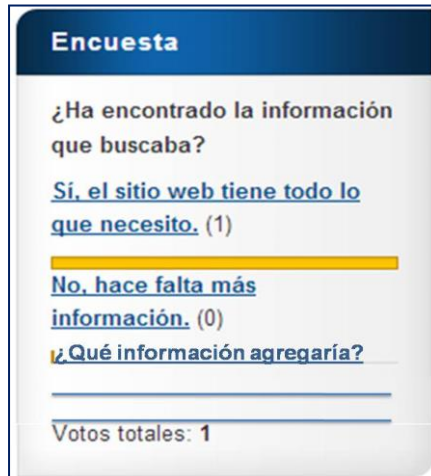 Encuesta
¿Ha encontrado la información
que buscaba?
Sí, el sitio web tiene todo lo
que necesito. (1)
No, hace falta más
información. (0)
¿Qué información agregaría?
Votos totales: 1